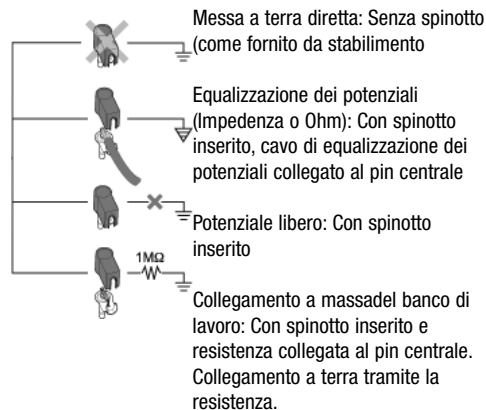 Messa a terra diretta: Senza spinotto
(come fornito da stabilimento
Equalizzazione dei potenziali
(Impedenza o Ohm): Con spinotto
inserito, cavo di equalizzazione dei
potenziali collegato al pin centrale
Potenziale libero: Con spinotto
inserito
1MΩ
Collegamento a massadel banco di
lavoro: Con spinotto inserito e
resistenza collegata al pin centrale.
Collegamento a terra tramite la
resistenza.